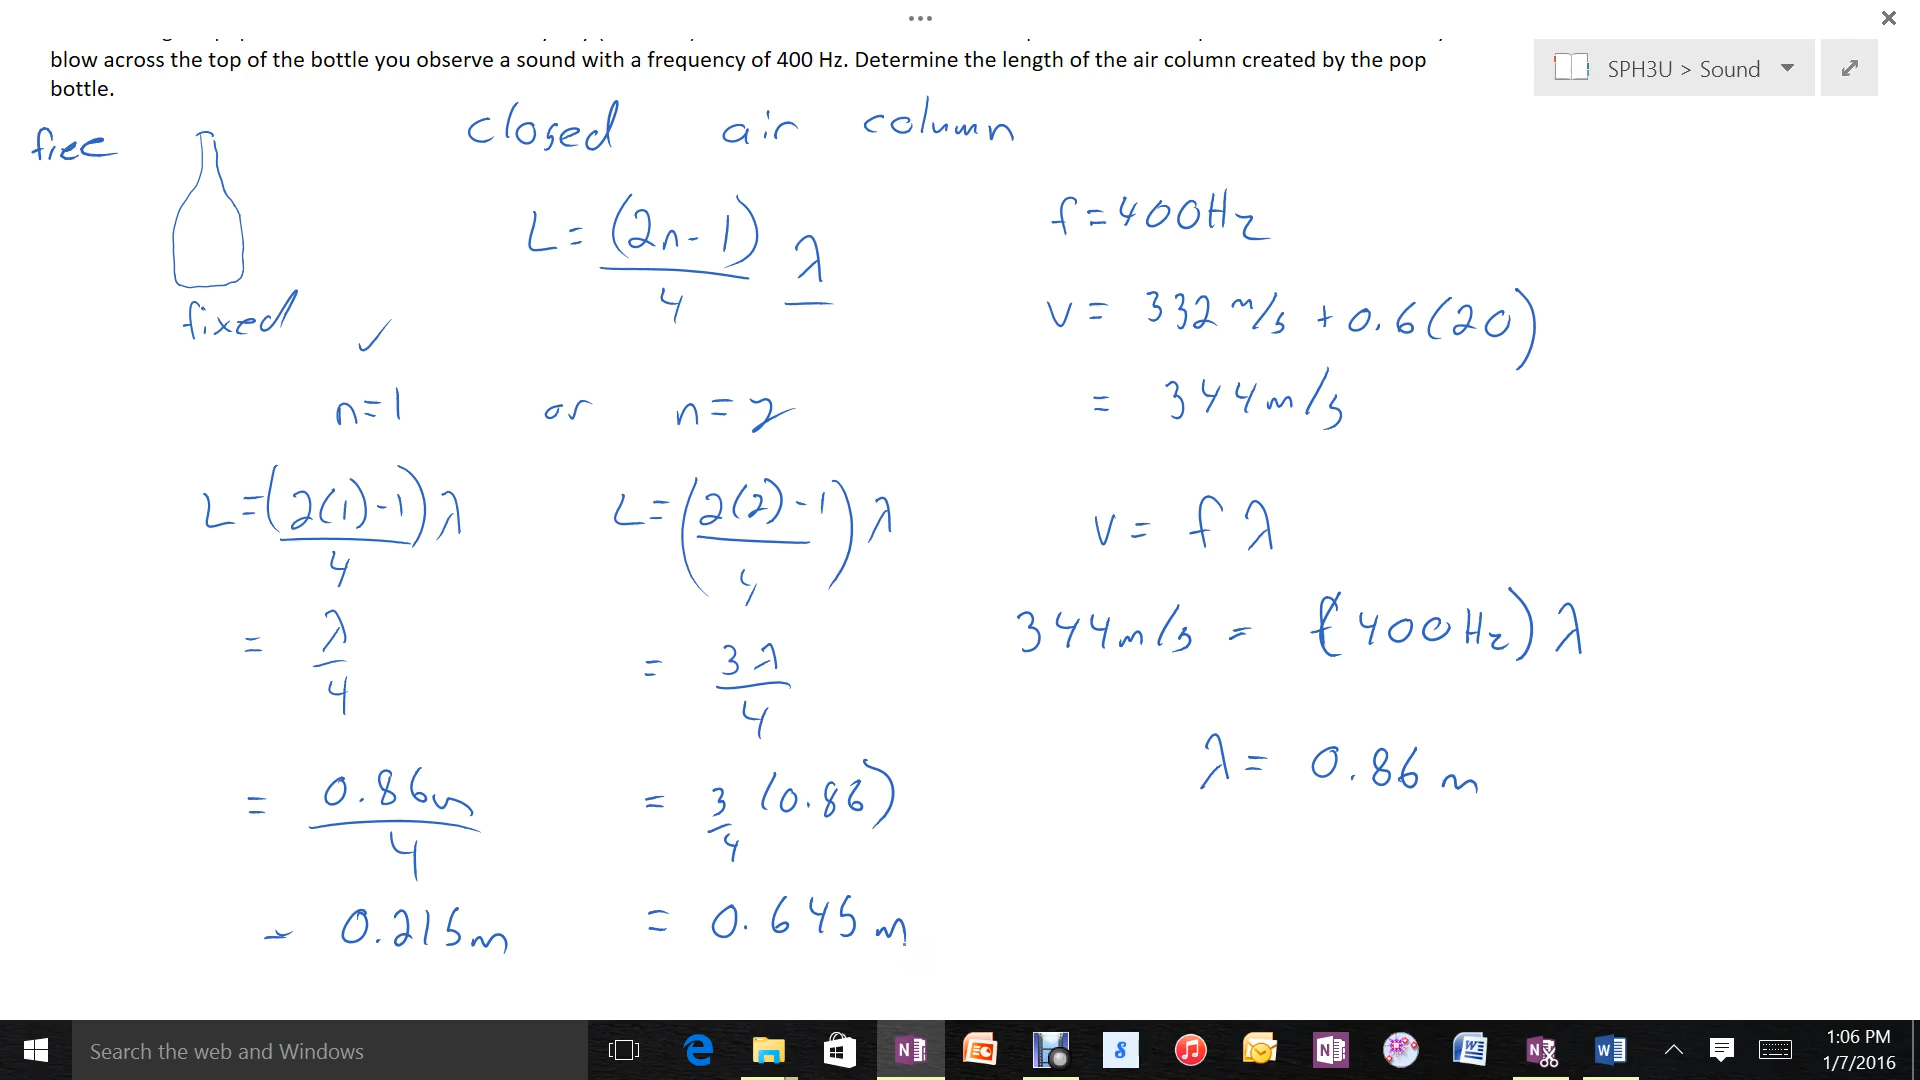 blow across the top of the bottle you observe a sound with a frequency of 400 Hz. Determine the length of the air column created by the pop
bottle.
SPH3U > Sound
free
closed air column
fixed ✓
L = (2n-1)/4 λ
f = 400Hz
v = 332 m/s + 0.6(20)
= 344 m/s
n=1 or n=2
L = (2(1)-1)/4 λ
= λ/4
= 0.86m/4
= 0.215m
L = ((2(2)-1)/4) λ
= 3λ/4
= 3/4 (0.86)
= 0.645 m
v = f λ
344 m/s = (400Hz) λ
λ = 0.86 m
Search the web and Windows
1:06 PM
1/7/2016